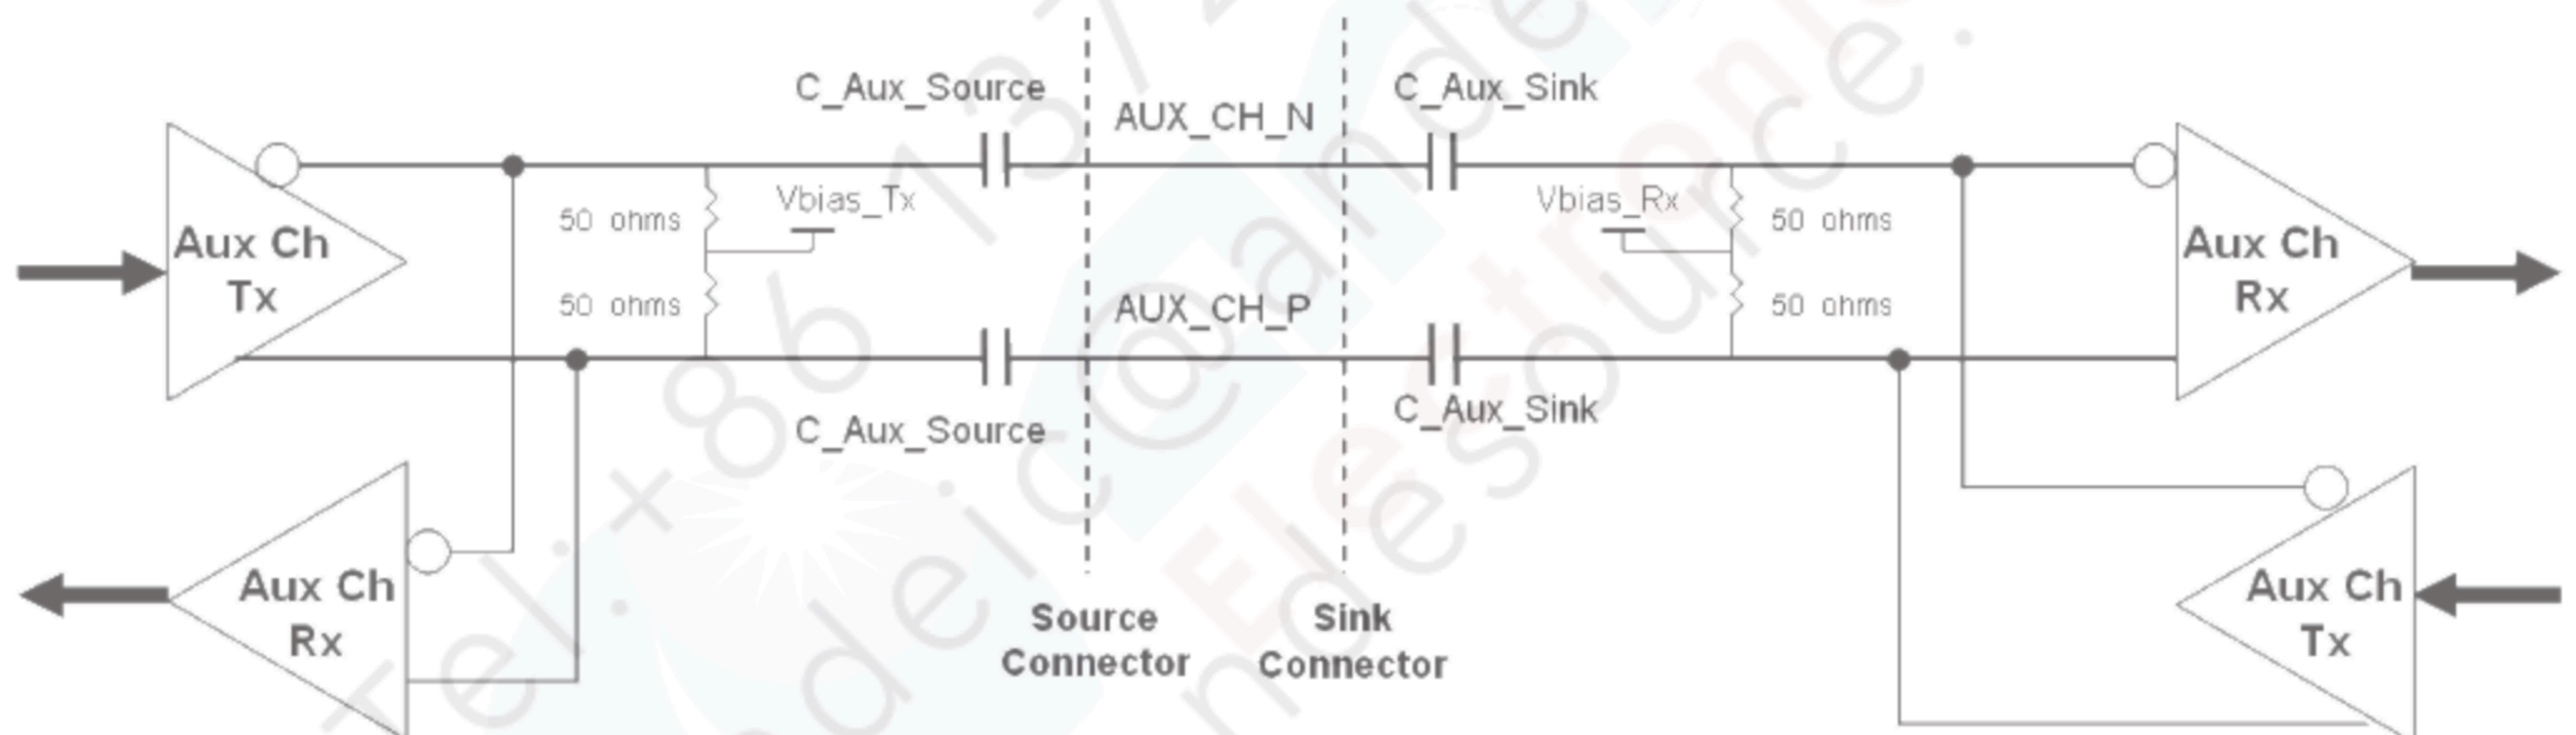 C_Aux_Source
C_Aux_Sink
AUX_CH_N
Aux Ch
Tx
50 ohms
Vbias_Tx
Vbias_Rx
50 ohms
Aux Ch
Rx
50 ohms
AUX_CH_P
50 ohms
C_Aux_Source
C_Aux_Sink
Aux Ch
Rx
Source
Connector
Sink
Connector
Aux Ch
Tx